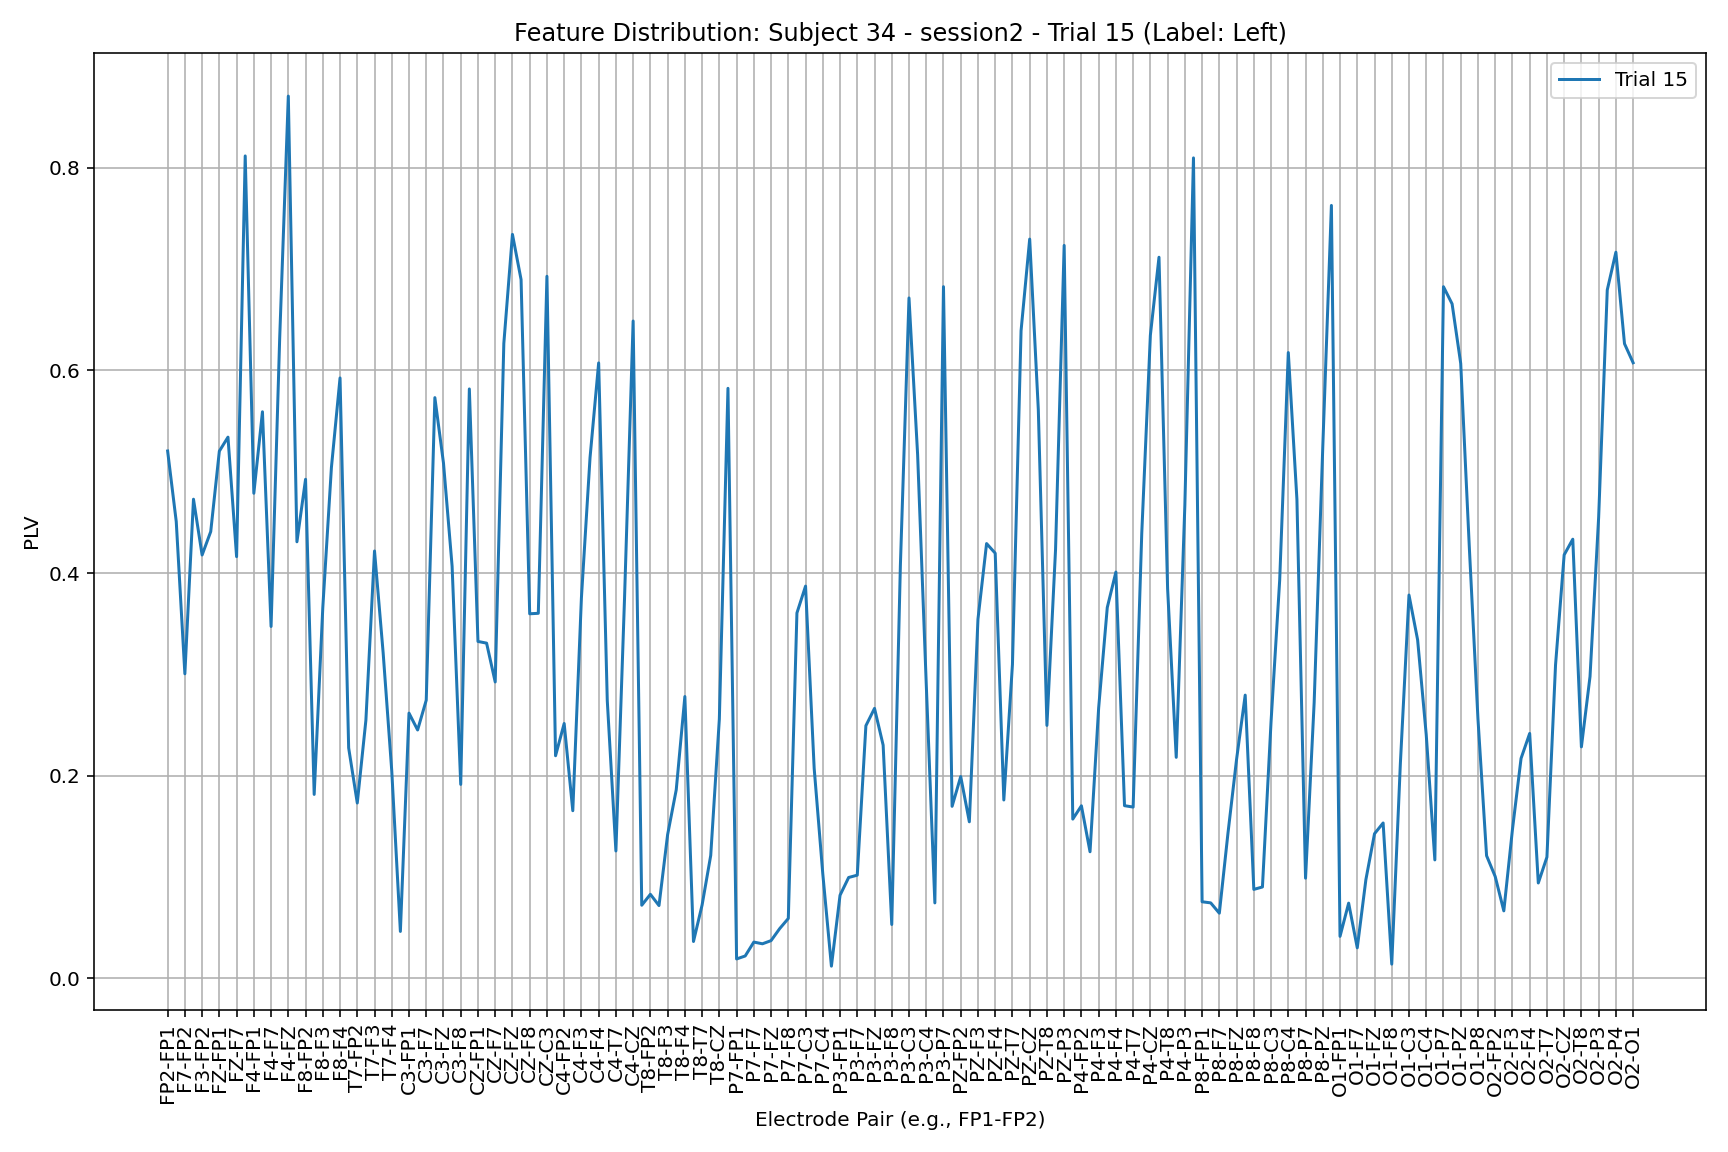 Feature Distribution: Subject 34 - session2 - Trial 15 (Label: Left)
Trial 15
PLV
0.8
0.6
0.4
0.2
0.0
FP2-FP1
F7-FP2
F3-FP2
FZ-FP1
FZ-F7
F4-FP1
F4-F7
F4-FZ
F8-FP2
F8-F3
F8-F4
T7-FP2
T7-F3
T7-F4
C3-FP1
C3-F7
C3-FZ
C3-F8
CZ-FP1
CZ-F7
CZ-FZ
CZ-F8
CZ-C3
C4-FP2
C4-F3
C4-F4
C4-T7
C4-CZ
T8-FP2
T8-F3
T8-F4
T8-T7
T8-CZ
P7-FP1
P7-F7
P7-FZ
P7-F8
P7-C3
P7-C4
P3-FP1
P3-F7
P3-FZ
P3-F8
P3-C3
P3-C4
P3-P7
PZ-FP2
PZ-F3
PZ-F4
PZ-T7
PZ-CZ
PZ-T8
PZ-P3
P4-FP2
P4-F3
P4-F4
P4-T7
P4-CZ
P4-T8
P4-P3
P8-FP1
P8-F7
P8-FZ
P8-F8
P8-C3
P8-C4
P8-P7
P8-PZ
O1-FP1
O1-F7
O1-FZ
O1-F8
O1-C3
O1-C4
O1-P7
O1-PZ
O1-P8
O2-FP2
O2-F3
O2-F4
O2-T7
O2-CZ
O2-T8
O2-P3
O2-P4
O2-O1
Electrode Pair (e.g., FP1-FP2)